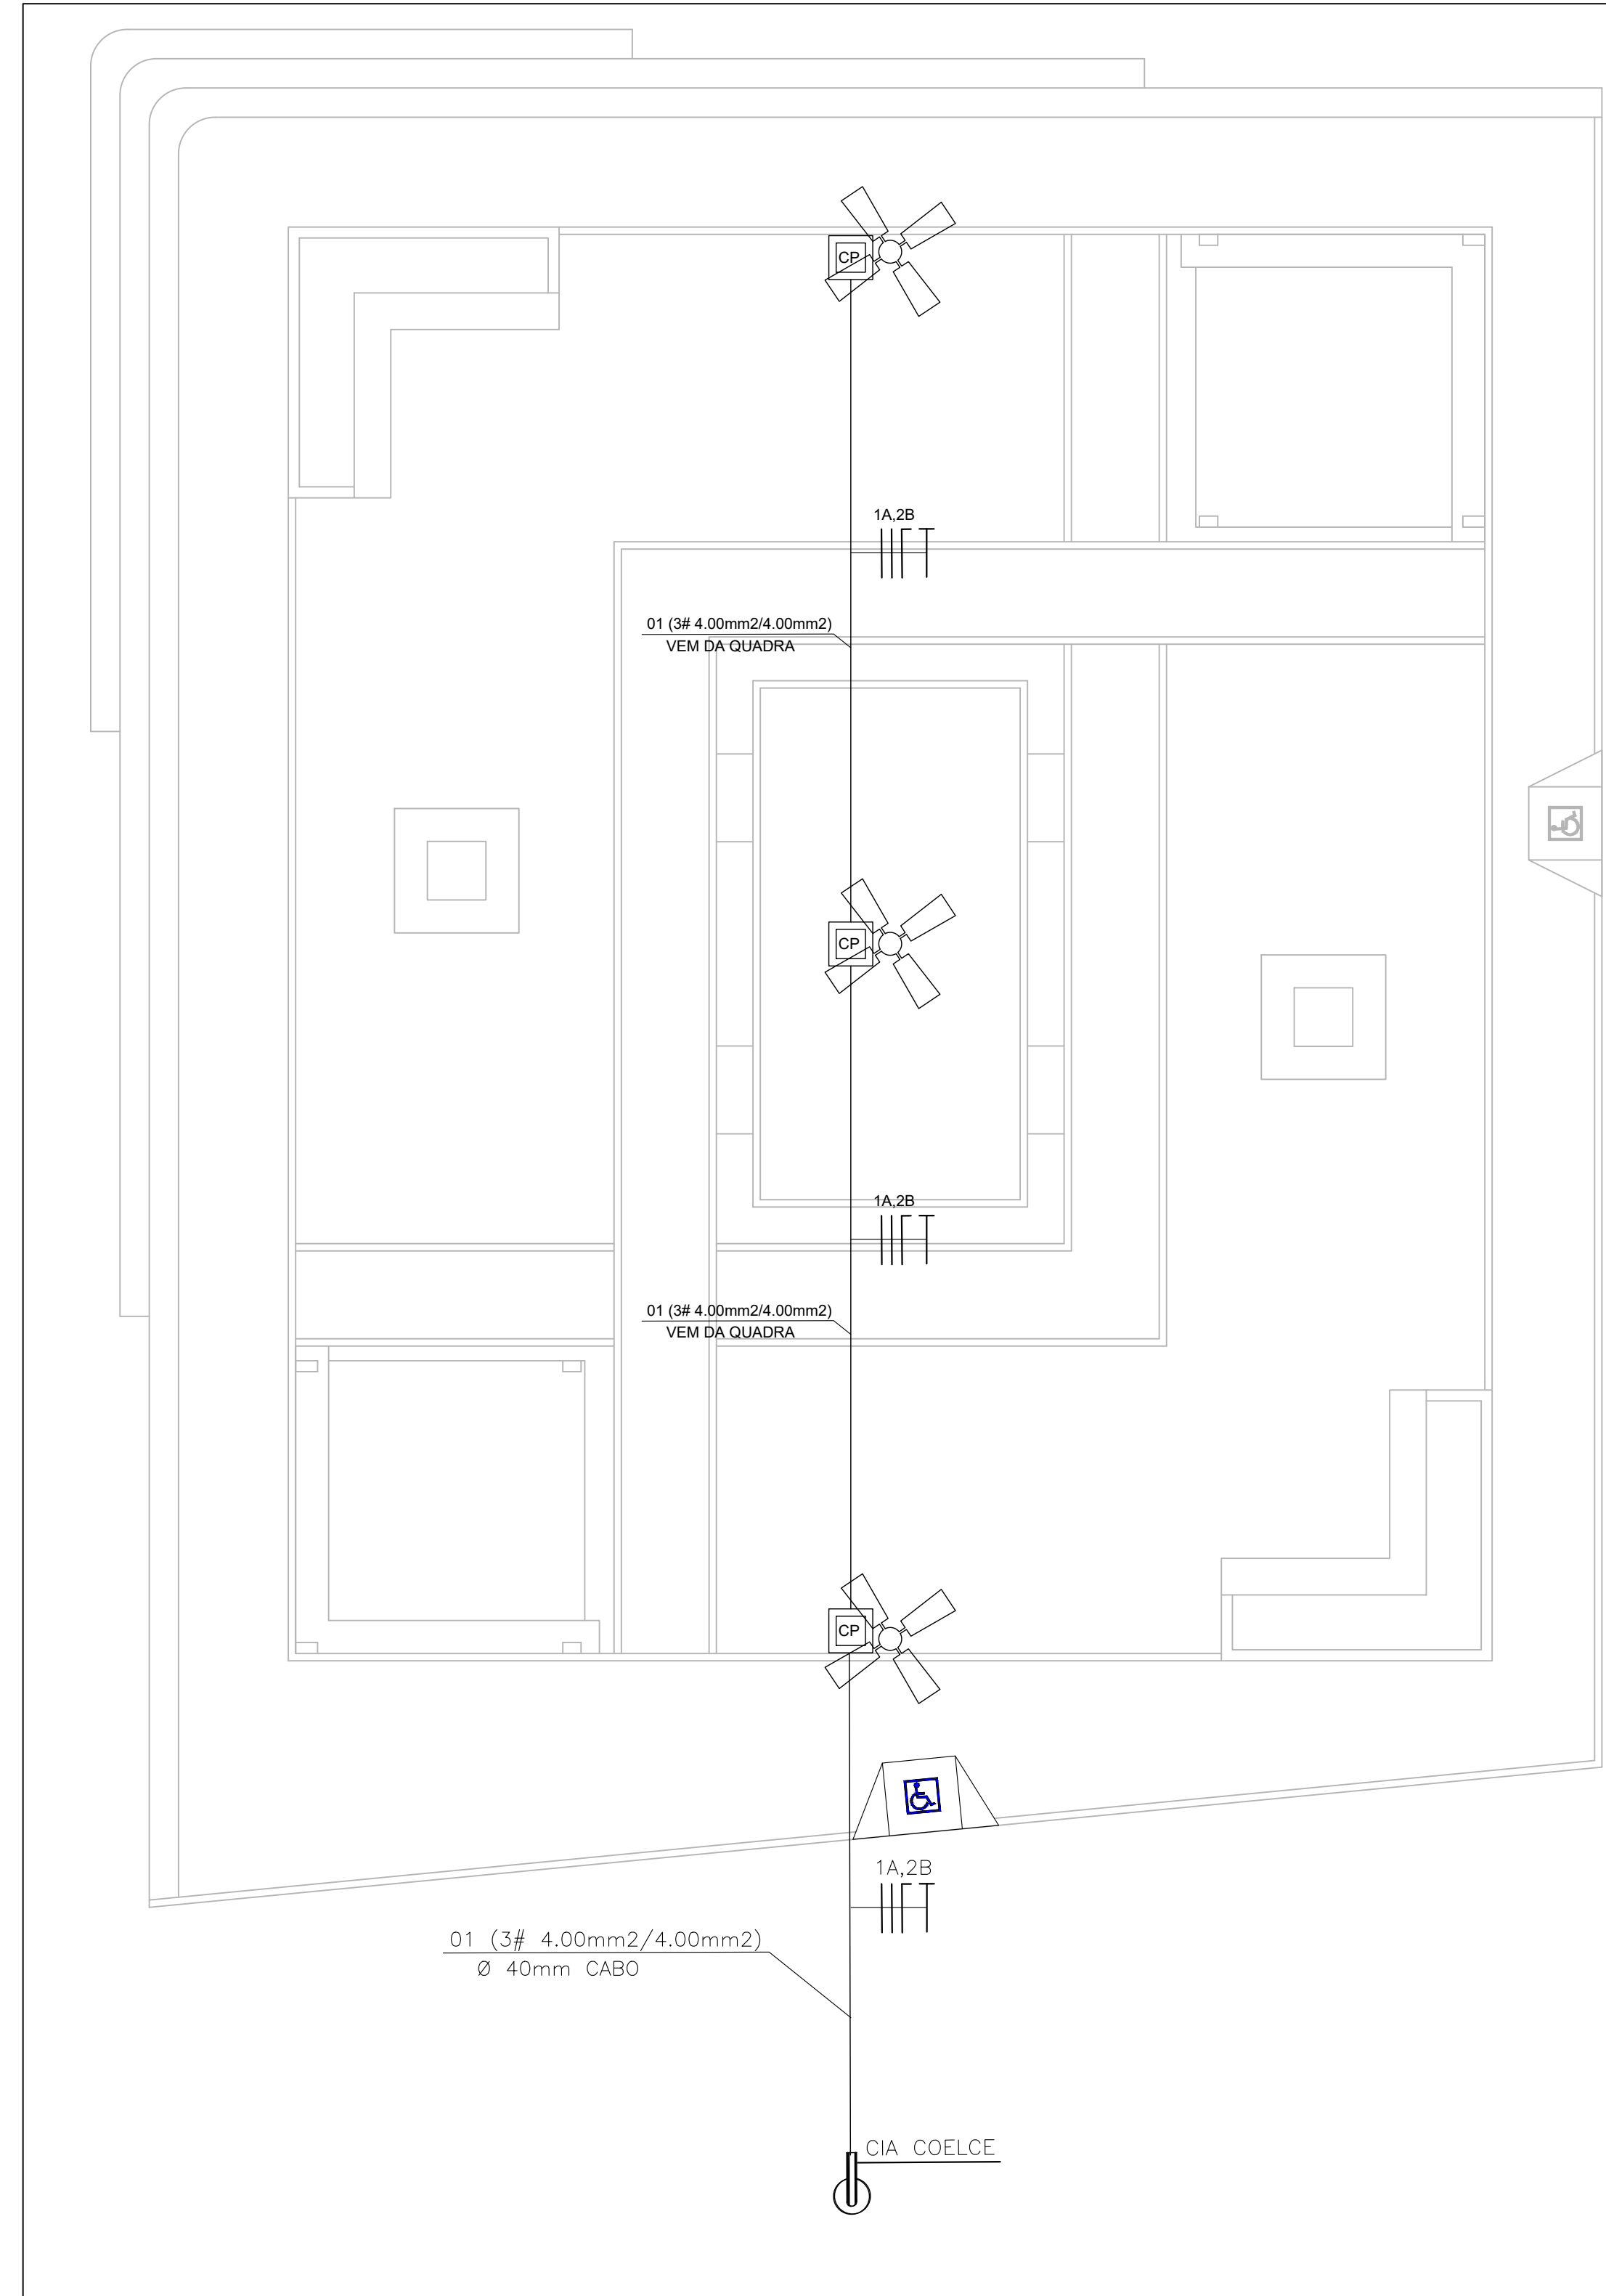 CP
1A,2B
01 (3# 4.00mm2/4.00mm2)
VEM DA QUADRA
CP
1A,2B
01 (3# 4.00mm2/4.00mm2)
VEM DA QUADRA
CP
1A,2B
01 (3# 4.00mm2/4.00mm2)
Ø 40mm CABO
CIA COELCE